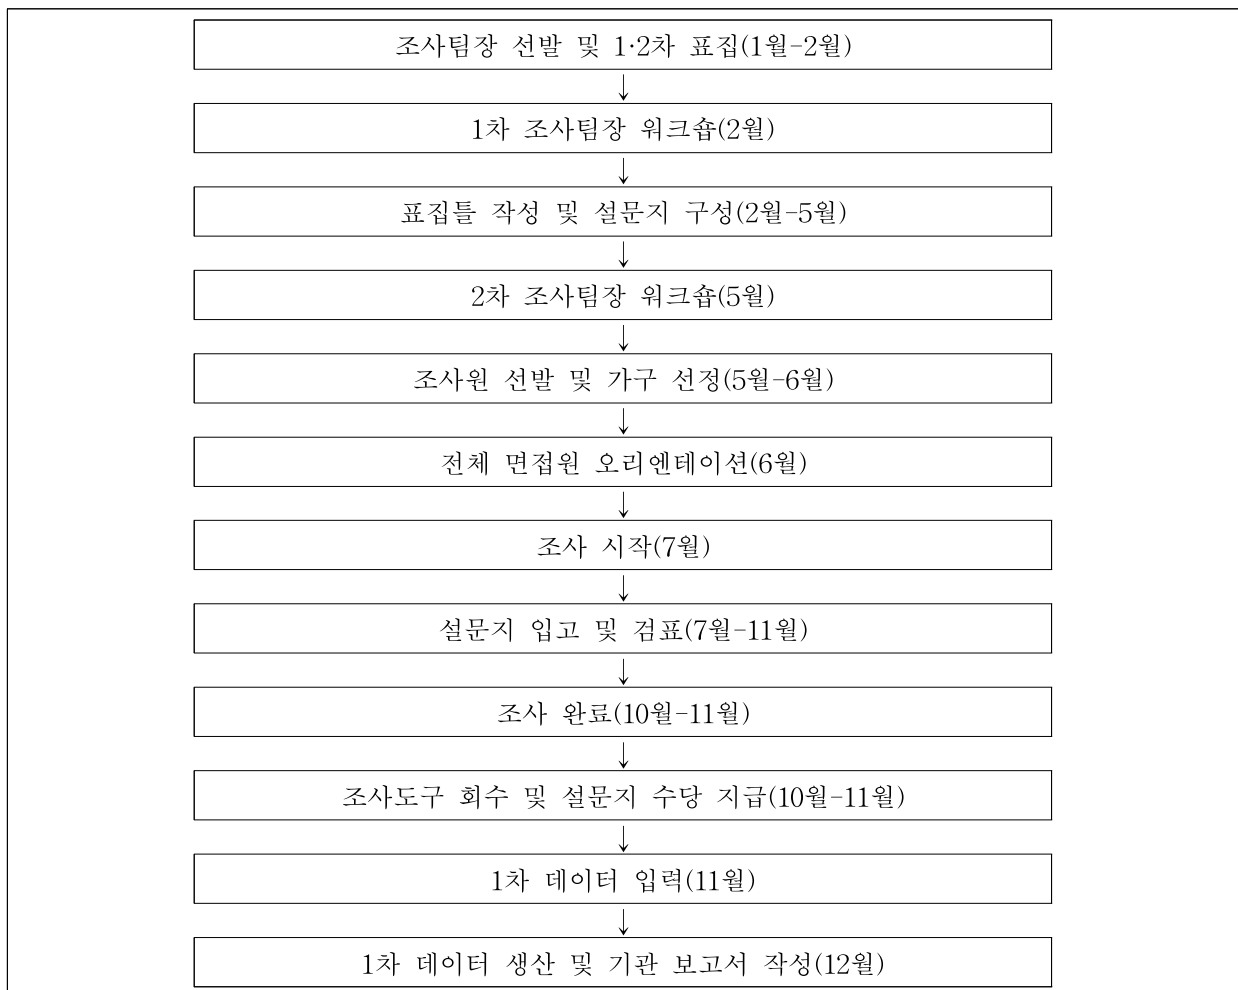 조사팀장 선발 및 1·2차 표집(1월-2월)
1차 조사팀장 워크숍(2월)
표집틀 작성 및 설문지 구성(2월-5월)
2차 조사팀장 워크숍(5월)
조사원 선발 및 가구 선정(5월-6월)
전체 면접원 오리엔테이션(6월)
조사 시작(7월)
설문지 입고 및 검표(7월-11월)
조사 완료(10월-11월)
조사도구 회수 및 설문지 수당 지급(10월-11월)
1차 데이터 입력(11월)
1차 데이터 생산 및 기관 보고서 작성(12월)